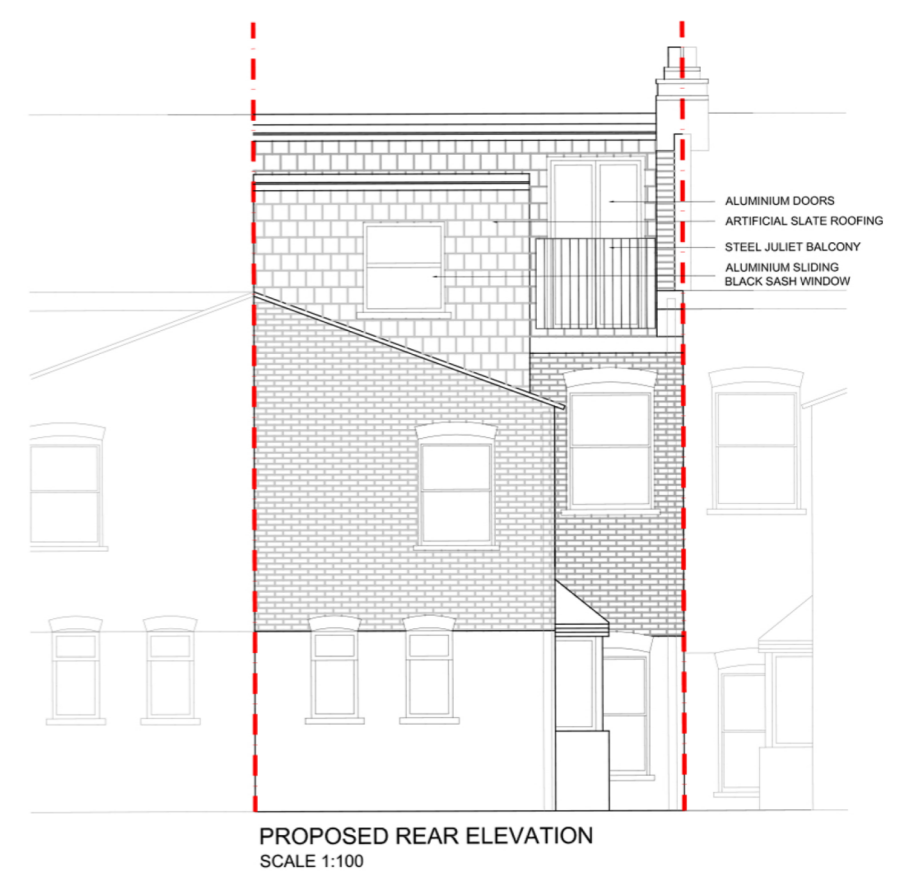 ALUMINIUM DOORS
ARTIFICIAL SLATE ROOFING
STEEL JULIET BALCONY
ALUMINIUM SLIDING
BLACK SASH WINDOW
PROPOSED REAR ELEVATION
SCALE 1:100